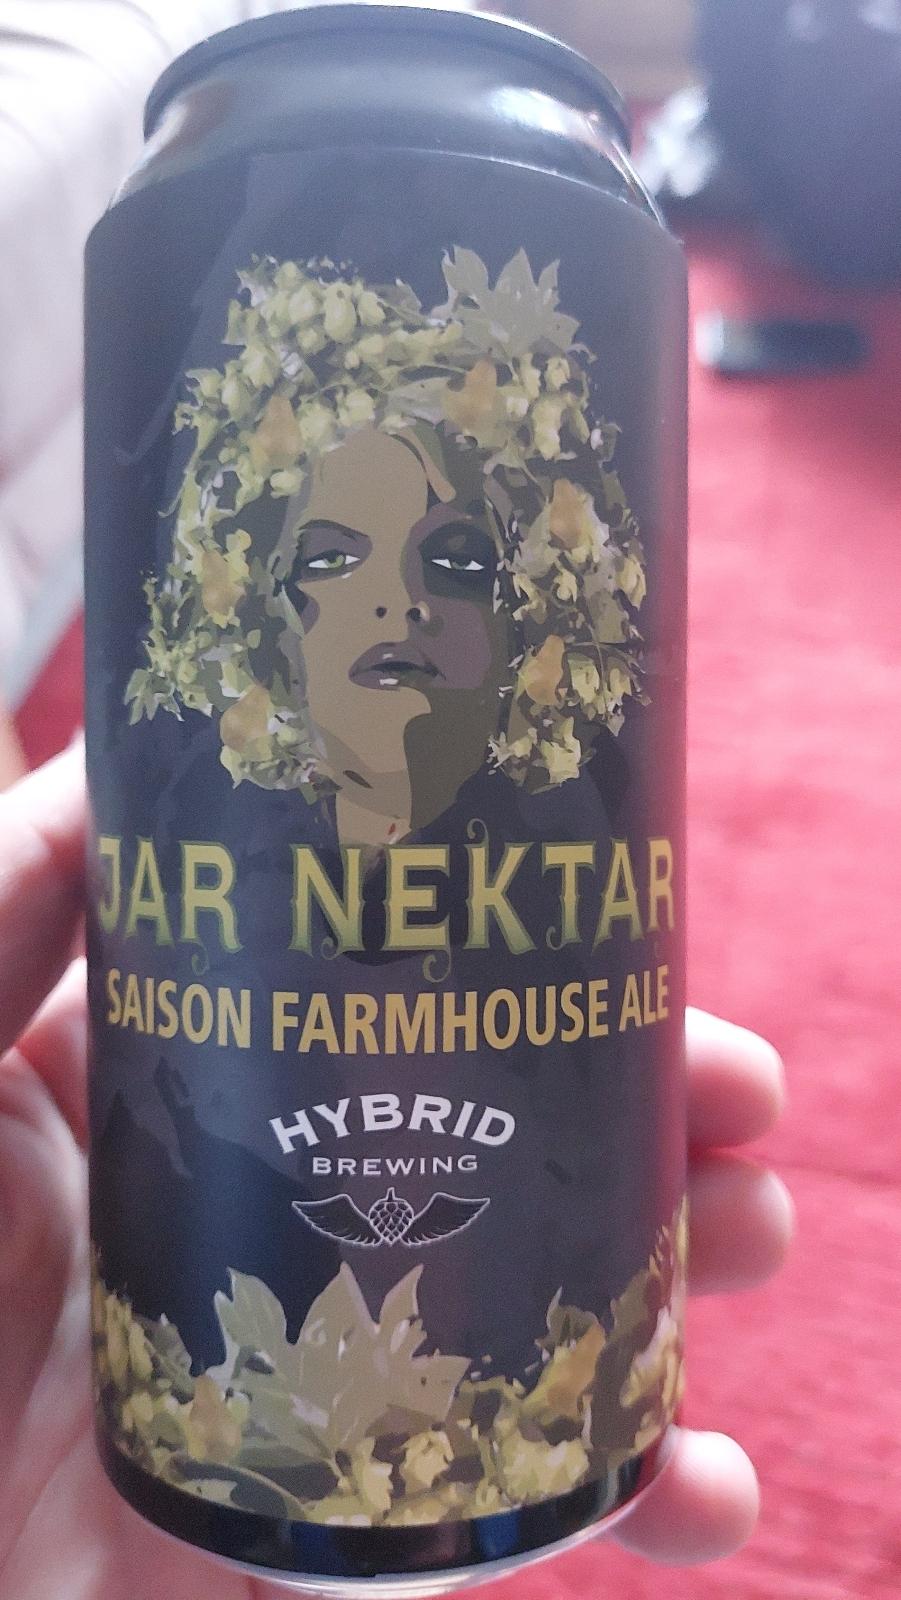 JAR NEKTAR
SAISON FARMHOUSE ALE
HYBRID
BREWING